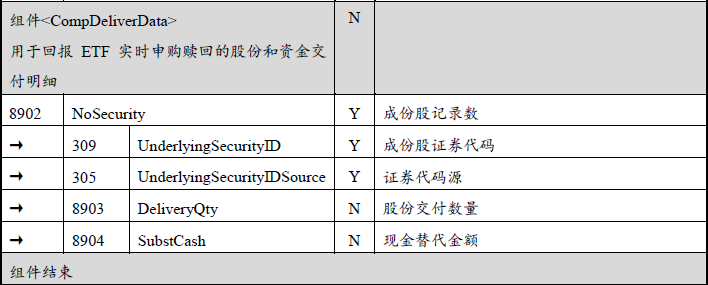 组件<CompDeliverData> N
用于回报 ETF 实时申购赎回的股份和资金交
付明细
8902 NoSecurity Y 成份股记录数
→ 309 UnderlyingSecurityID Y 成份股证券代码
→ 305 UnderlyingSecurityIDSource Y 证券代码源
→ 8903 DeliveryQty N 股份交付数量
→ 8904 SubstCash N 现金替代金额
组件结束